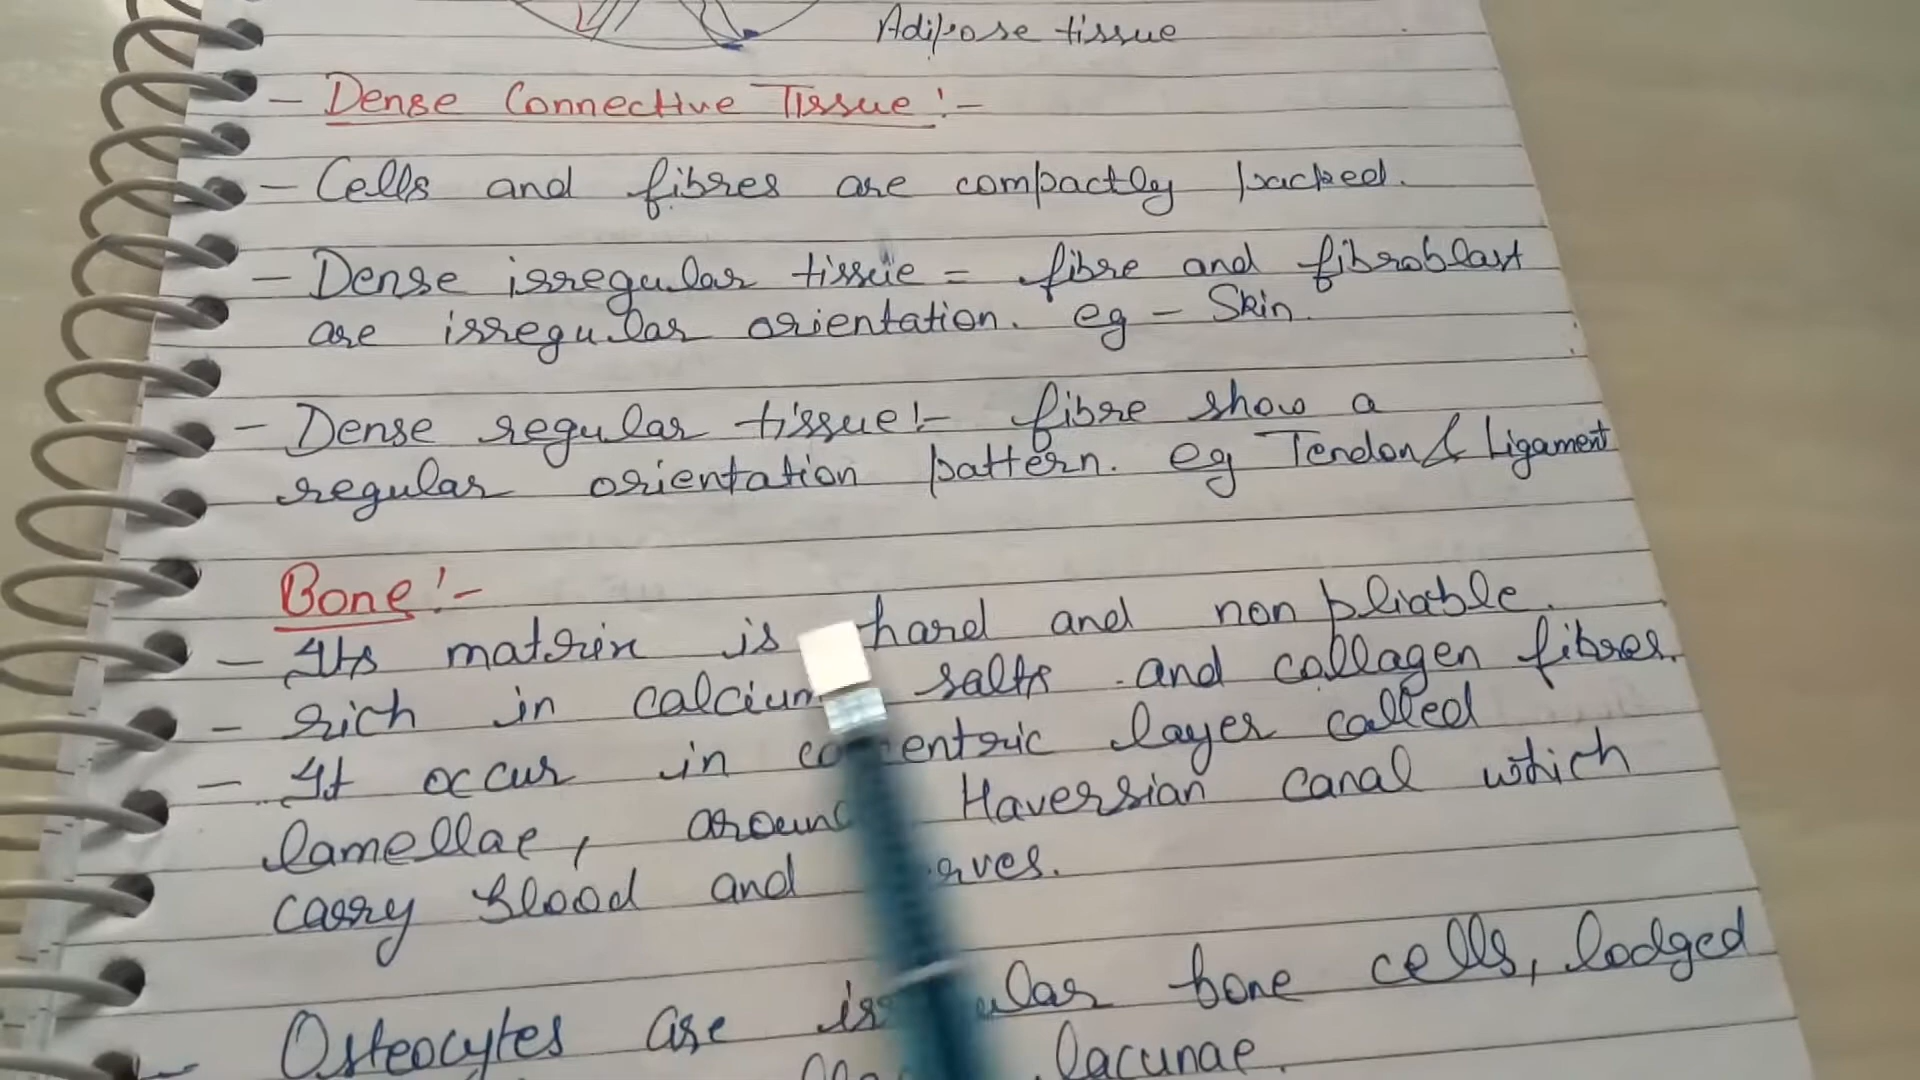 Adipose tissue
- Dense Connective Tissue :-
- Cells and fibres are compactly packed.
- Dense irregular tissue = fibre and fibroblast
are irregular orientation. eg - Skin.
- Dense regular tissue :- fibre show a
regular orientation pattern. eg Tendon & Ligament
Bone :-
- Its matrix is hard and non pliable.
- rich in calcium salts and collagen fibres.
- It occur in concentric layer called
lamellae, around Haversian canal which
carry blood and
- Osteocytes are bone cells, lodged
lacunae